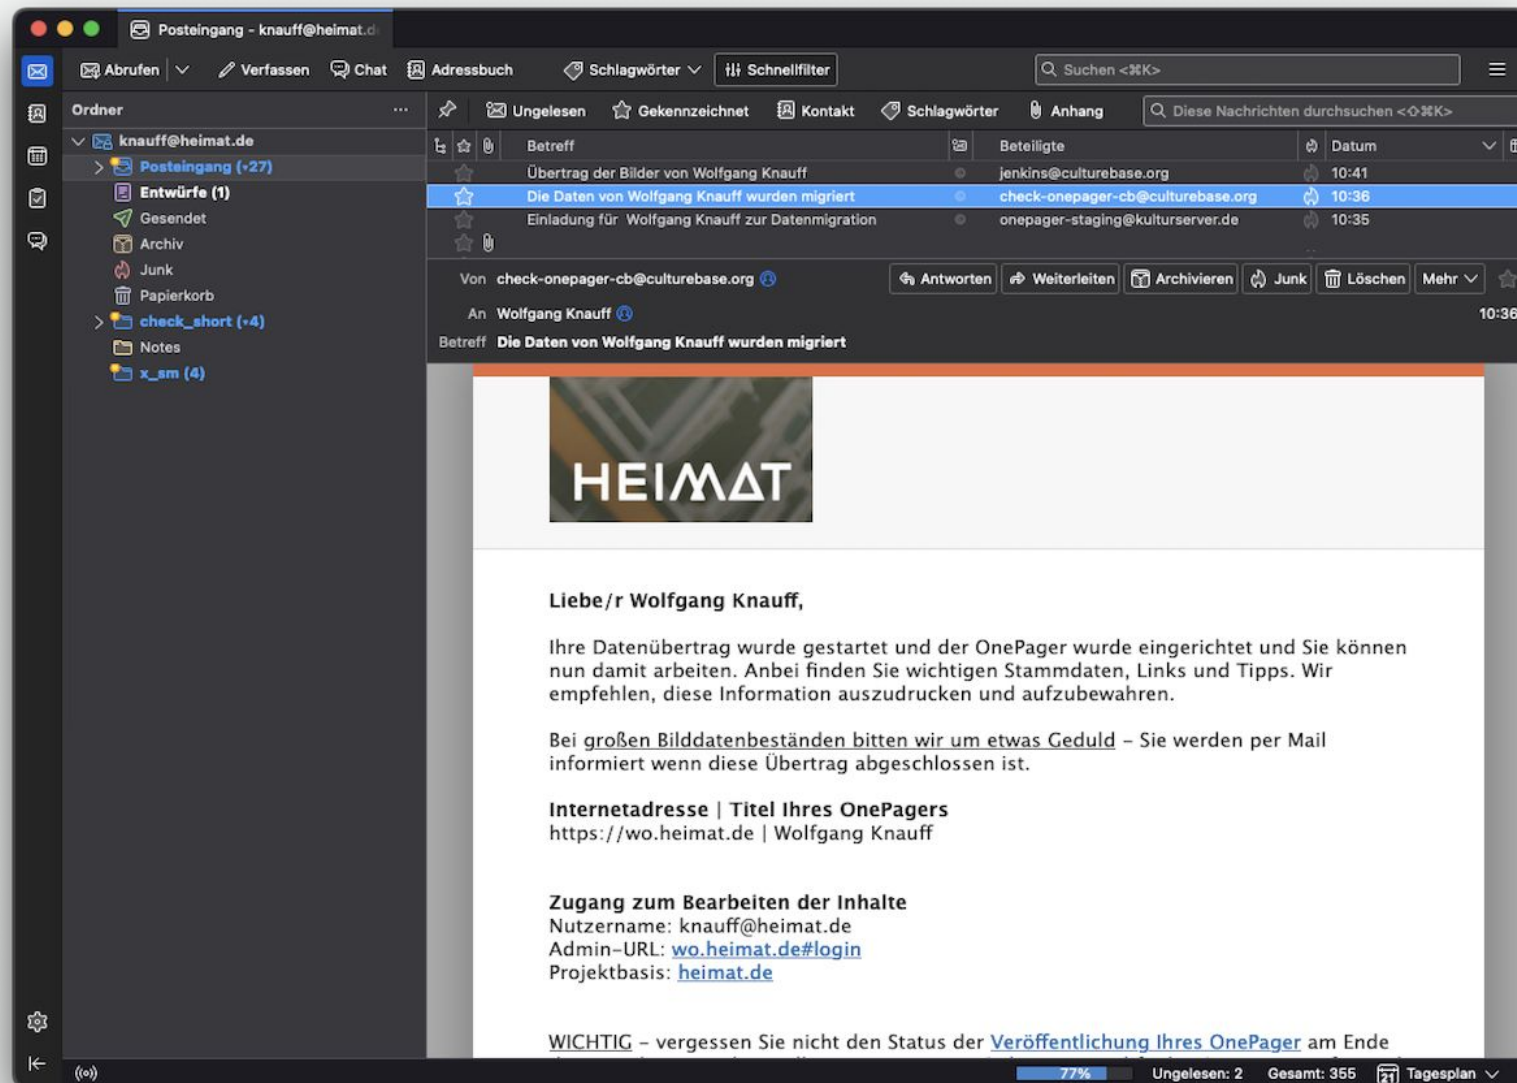 Posteingang - knauff@heimat.d
Abrufen Verfassen Chat Adressbuch Schlagwörter Schnellfilter Suchen <⌘K>
Ordner ... Ungelesen Gekennzeichnet Kontakt Schlagwörter Anhang Diese Nachrichten durchsuchen <⇧⌘K>
knauff@heimat.de
Posteingang (•27)
Entwürfe (1)
Gesendet
Archiv
Junk
Papierkorb
check_short (•4)
Notes
x_sm (4)
Betreff Beteiligte Datum
Übertrag der Bilder von Wolfgang Knauff jenkins@culturebase.org 10:41
Die Daten von Wolfgang Knauff wurden migriert check-onepager-cb@culturebase.org 10:36
Einladung für Wolfgang Knauff zur Datenmigration onepager-staging@kulturserver.de 10:35
Von check-onepager-cb@culturebase.org Antworten Weiterleiten Archivieren Junk Löschen Mehr
An Wolfgang Knauff 10:36
Betreff Die Daten von Wolfgang Knauff wurden migriert
HEIMAT
Liebe/r Wolfgang Knauff,
Ihre Datenübertrag wurde gestartet und der OnePager wurde eingerichtet und Sie können
nun damit arbeiten. Anbei finden Sie wichtigen Stammdaten, Links und Tipps. Wir
empfehlen, diese Information auszudrucken und aufzubewahren.
Bei großen Bilddatenbeständen bitten wir um etwas Geduld – Sie werden per Mail
informiert wenn diese Übertrag abgeschlossen ist.
Internetadresse | Titel Ihres OnePagers
https://wo.heimat.de | Wolfgang Knauff
Zugang zum Bearbeiten der Inhalte
Nutzername: knauff@heimat.de
Admin-URL: wo.heimat.de#login
Projektbasis: heimat.de
WICHTIG – vergessen Sie nicht den Status der Veröffentlichung Ihres OnePager am Ende
77% Ungelesen: 2 Gesamt: 355 21 Tagesplan